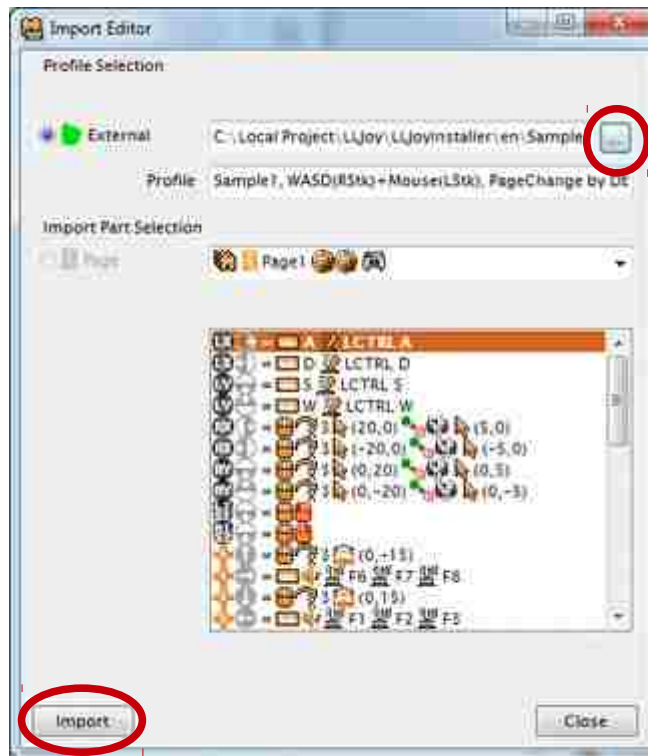 Import Editor
Profile Selection
External C:\Local Project\LLJoy\LLJoyInstaller\en\Sample ...
Profile Sample1, WASD(RStk)+Mouse(LStk), PageChange by
Import Part Selection
Page Page1
= A LCTRL A
= D LCTRL D
= S LCTRL S
= W LCTRL W
= S (20,0) (5,0)
= S (-20,0) (-5,0)
= S (0,20) (0,5)
= S (0,-20) (0,-5)
=
=
= S (0,-15)
= F6 F7 F8
= S (0,15)
= F1 F2 F3
Import Close